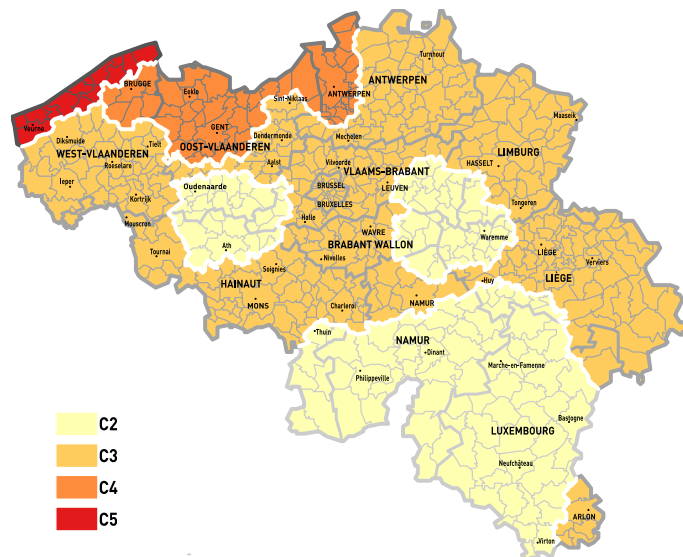 Turnhout
ANTWERPEN
BRUGGE
Eeklo
ANTWERPEN
Sint-Niklaas
Maaseik
Veurne
GENT
Diksmuide
Tielt
OOST-VLAANDEREN
Dendermonde
Mechelen
WEST-VLAANDEREN
Roeselare
Aalst
Vilvoorde
HASSELT
LIMBURG
VLAAMS-BRABANT
Ieper
Oudenaarde
BRUSSEL
LEUVEN
Kortrijk
BRUXELLES
Tongeren
Mouscron
Halle
WAVRE
Waremme
Ath
BRABANT WALLON
LIÈGE
Tournai
Nivelles
Verviers
Soignies
HAINAUT
Huy
LIÈGE
MONS
Charleroi
NAMUR
Thuin
NAMUR
Dinant
Philippeville
Marche-en-Famenne
C2
Bastogne
C3
LUXEMBOURG
C4
Neufchâteau
C5
ARLON
Virton